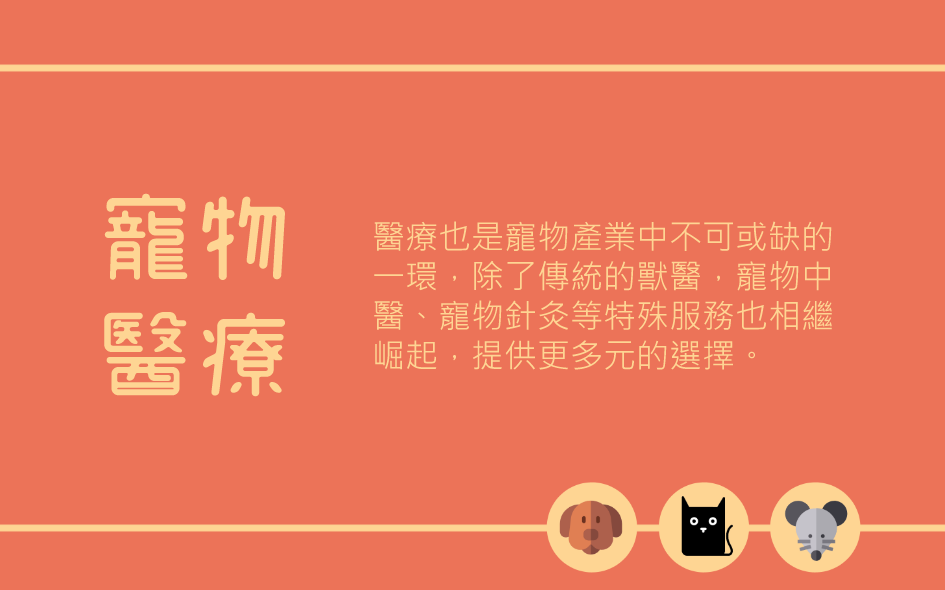 寵物
醫療
醫療也是寵物產業中不可或缺的
一環，除了傳統的獸醫，寵物中
醫、寵物針灸等特殊服務也相繼
崛起，提供更多元的選擇。